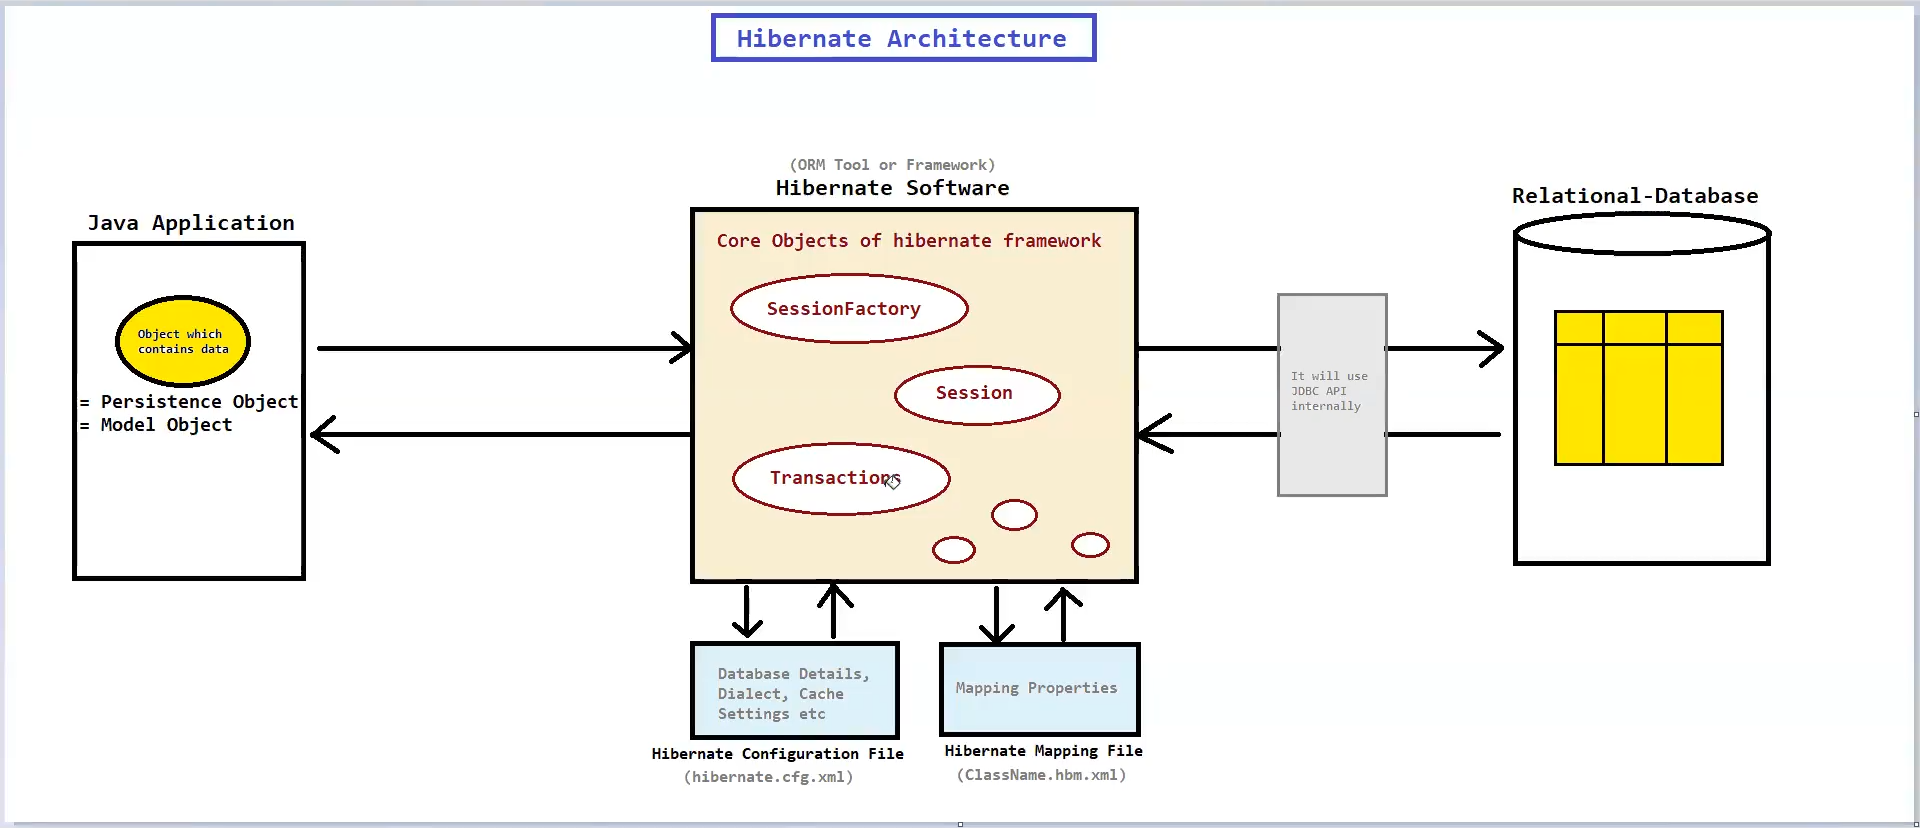 Hibernate Architecture
(ORM Tool or Framework)
Hibernate Software
Java Application
Object which
contains data
= Persistence Object
= Model Object
Core Objects of hibernate framework
SessionFactory
Session
Transactions
It will use
JDBC API
internally
Relational-Database
Database Details,
Dialect, Cache
Settings etc
Hibernate Configuration File
(hibernate.cfg.xml)
Mapping Properties
Hibernate Mapping File
(ClassName.hbm.xml)